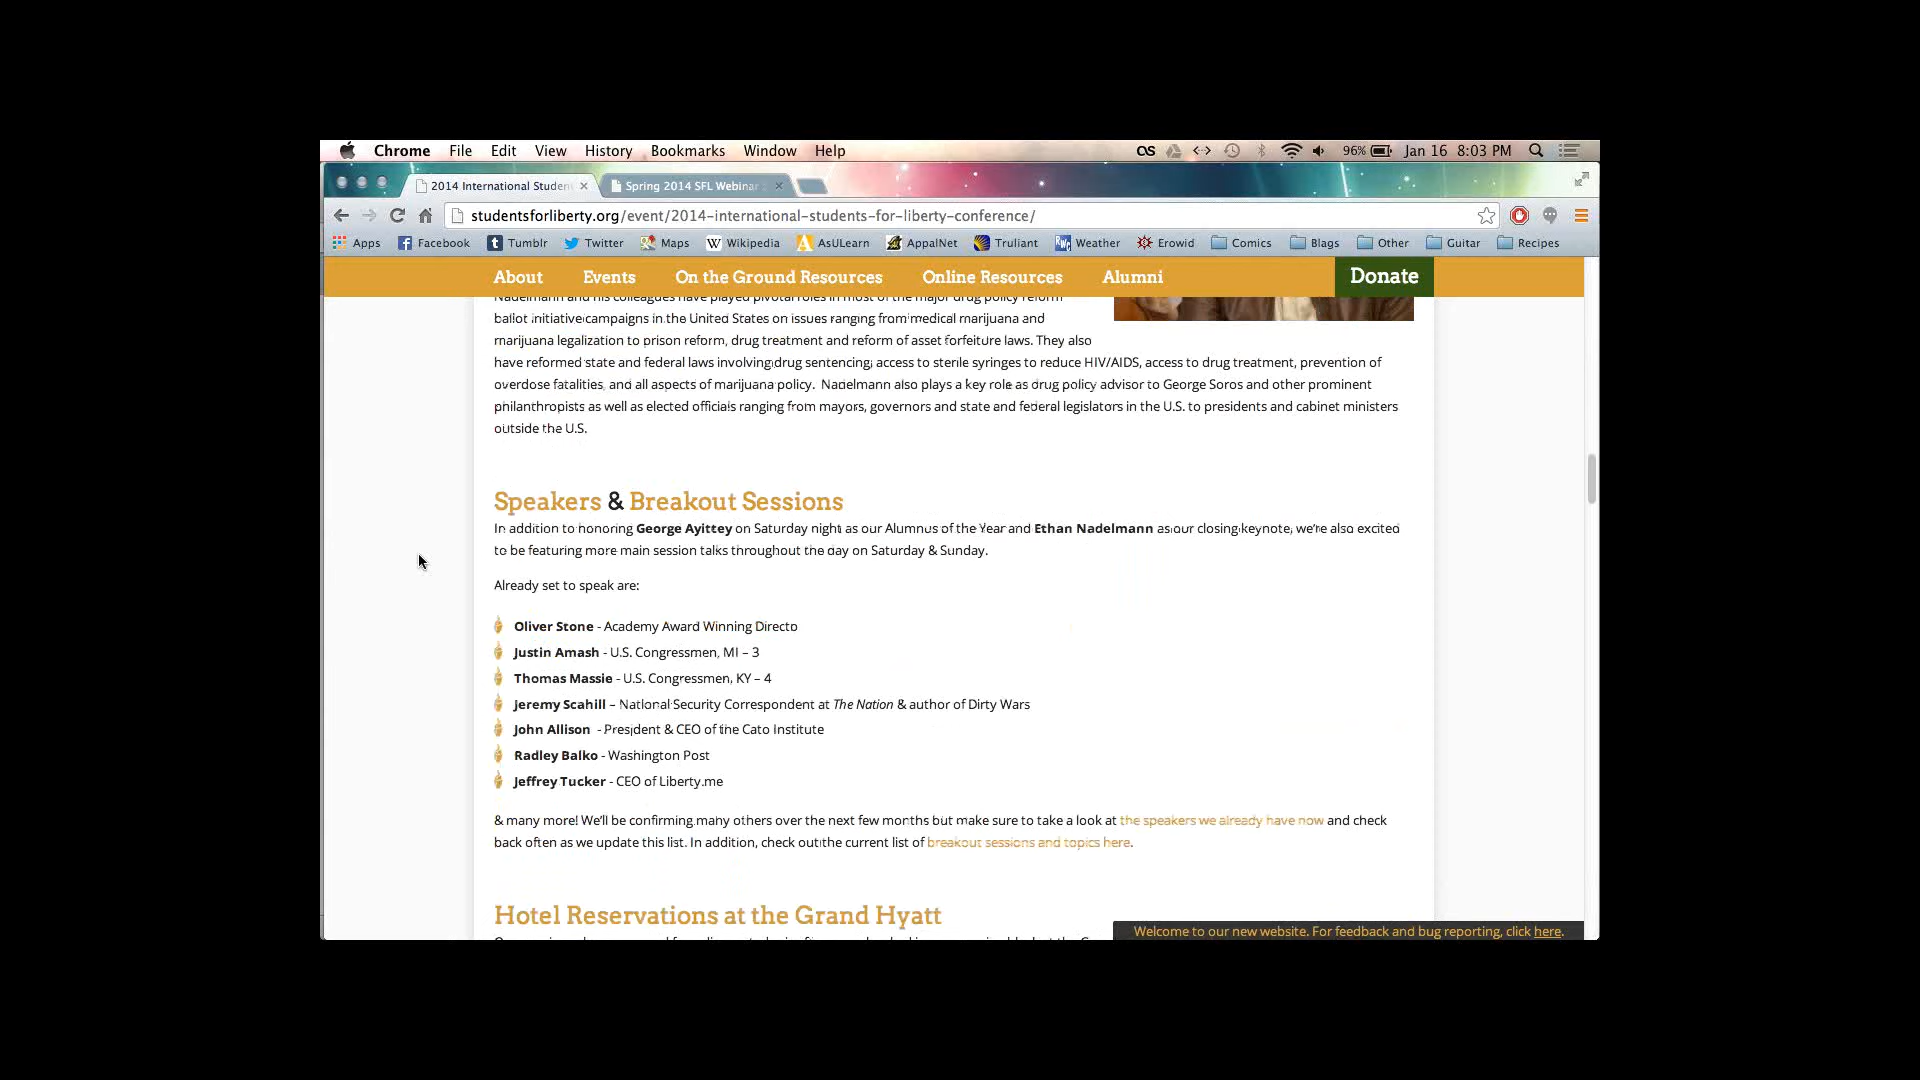 Chrome File Edit View History Bookmarks Window Help 96% Jan 16 8:03 PM
2014 International Studen Spring 2014 SFL Webinar
studentsforliberty.org/event/2014-international-students-for-liberty-conference/
Apps Facebook Tumblr Twitter Maps Wikipedia AsULearn AppalNet Truliant Weather Erowid Comics Blags Other Guitar Recipes
About Events On the Ground Resources Online Resources Alumni Donate
Nadelmann and his colleagues have played pivotal roles in most of the major drug policy reform
ballot initiative campaigns in the United States on issues ranging from medical marijuana and
marijuana legalization to prison reform, drug treatment and reform of asset forfeiture laws. They also
have reformed state and federal laws involving drug sentencing, access to sterile syringes to reduce HIV/AIDS, access to drug treatment, prevention of
overdose fatalities, and all aspects of marijuana policy. Nadelmann also plays a key role as drug policy advisor to George Soros and other prominent
philanthropists as well as elected officials ranging from mayors, governors and state and federal legislators in the U.S. to presidents and cabinet ministers
outside the U.S.
Speakers & Breakout Sessions
In addition to honoring George Ayittey on Saturday night as our Alumnus of the Year and Ethan Nadelmann as our closing keynote, we're also excited
to be featuring more main session talks throughout the day on Saturday & Sunday.
Already set to speak are:
Oliver Stone - Academy Award Winning Directo
Justin Amash - U.S. Congressmen, MI – 3
Thomas Massie - U.S. Congressmen, KY – 4
Jeremy Scahill – National Security Correspondent at The Nation & author of Dirty Wars
John Allison - President & CEO of the Cato Institute
Radley Balko - Washington Post
Jeffrey Tucker - CEO of Liberty.me
& many more! We'll be confirming many others over the next few months but make sure to take a look at the speakers we already have now and check
back often as we update this list. In addition, check out the current list of breakout sessions and topics here.
Hotel Reservations at the Grand Hyatt
Welcome to our new website. For feedback and bug reporting, click here.